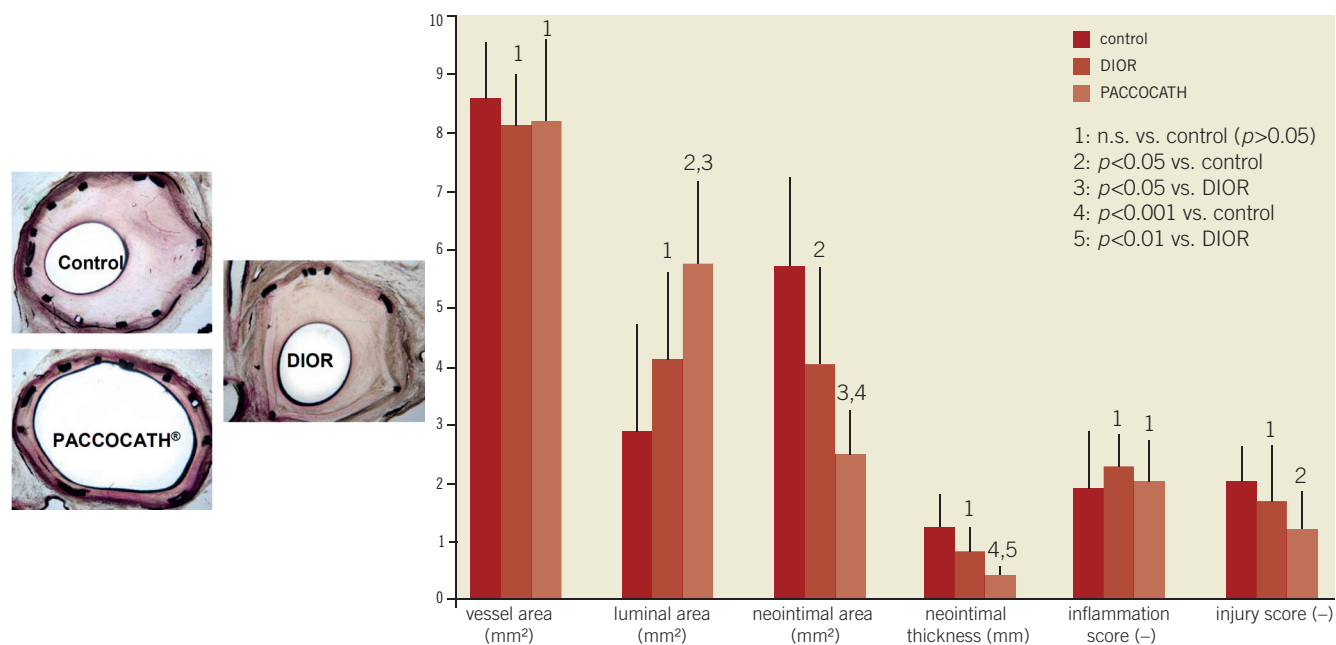 Control
DIOR
PACCOCATH®
10
9
8
7
6
5
4
3
2
1
0
1
1
1
2,3
2
3,4
1
4,5
1
1
1
2
control
DIOR
PACCOCATH
1: n.s. vs. control (p>0.05)
2: p<0.05 vs. control
3: p<0.05 vs. DIOR
4: p<0.001 vs. control
5: p<0.01 vs. DIOR
vessel area
(mm²)
luminal area
(mm²)
neointimal area
(mm²)
neointimal
thickness (mm)
inflammation
score (–)
injury score (–)